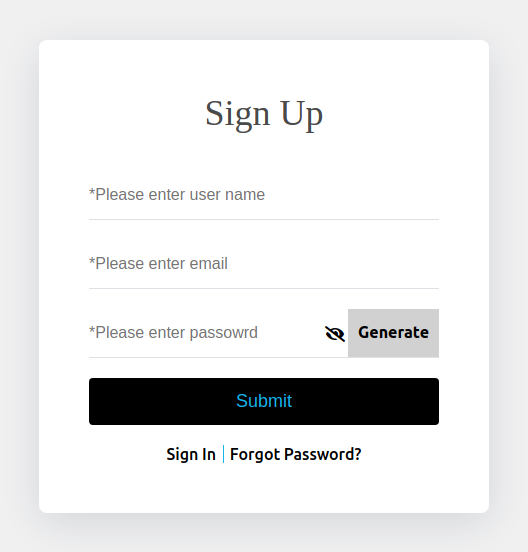 Sign Up
*Please enter user name
*Please enter email
*Please enter passowrd Generate
Submit
Sign In | Forgot Password?